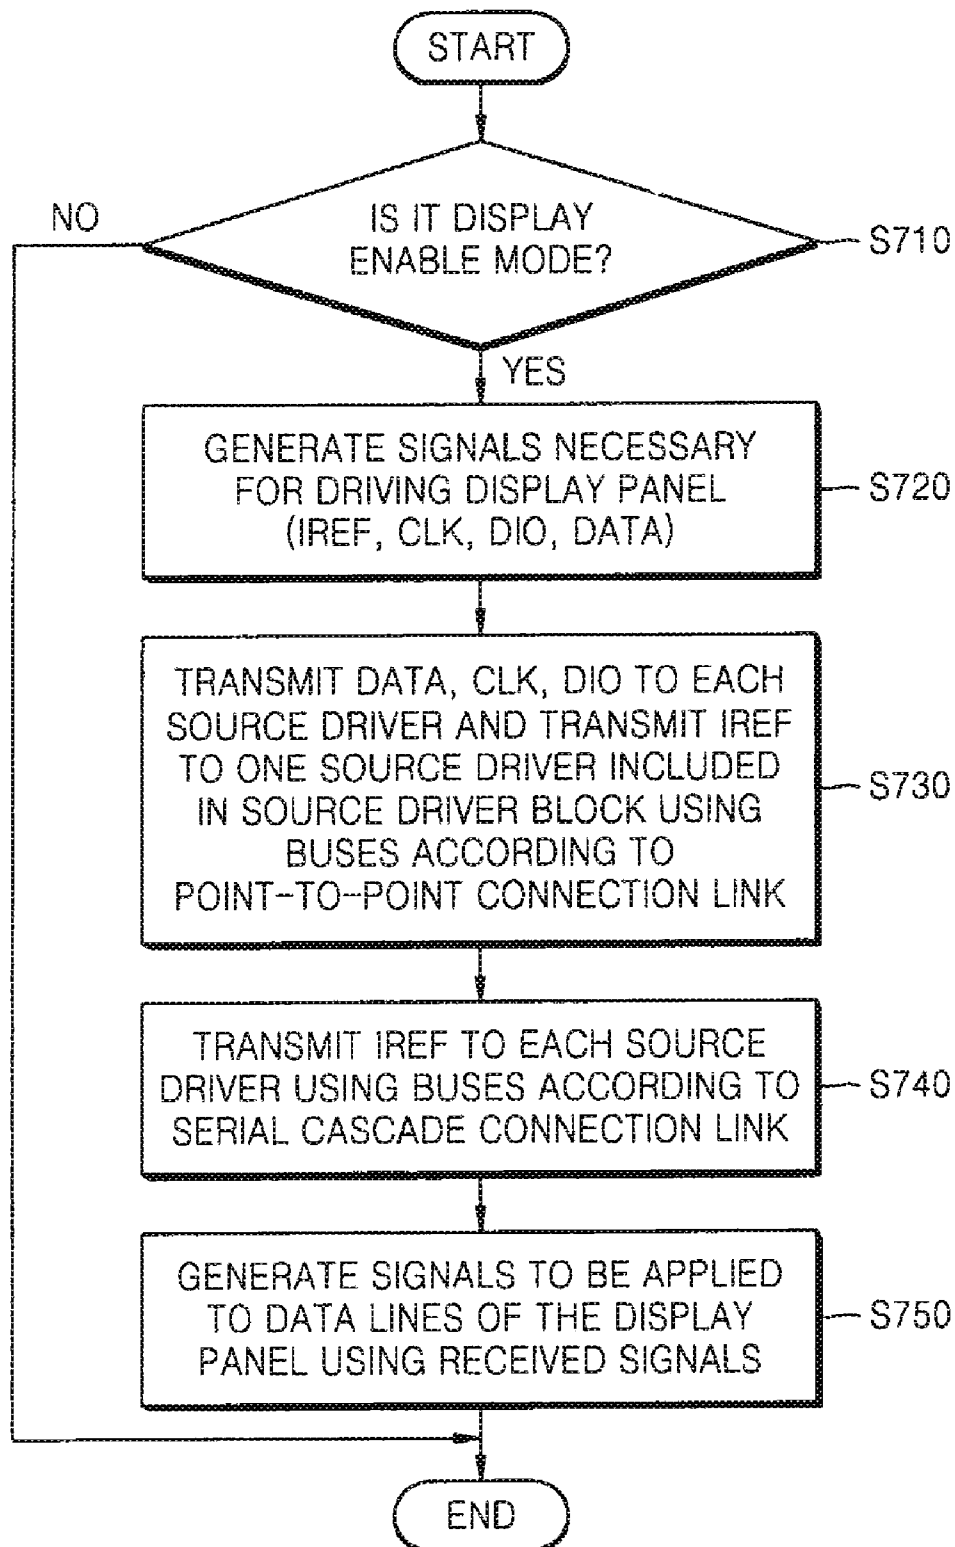 START
IS IT DISPLAY
ENABLE MODE?
S710
NO
YES
GENERATE SIGNALS NECESSARY
FOR DRIVING DISPLAY PANEL
(IREF, CLK, DIO, DATA)
S720
TRANSMIT DATA, CLK, DIO TO EACH
SOURCE DRIVER AND TRANSMIT IREF
TO ONE SOURCE DRIVER INCLUDED
IN SOURCE DRIVER BLOCK USING
BUSES ACCORDING TO
POINT-TO-POINT CONNECTION LINK
S730
TRANSMIT IREF TO EACH SOURCE
DRIVER USING BUSES ACCORDING TO
SERIAL CASCADE CONNECTION LINK
S740
GENERATE SIGNALS TO BE APPLIED
TO DATA LINES OF THE DISPLAY
PANEL USING RECEIVED SIGNALS
S750
END